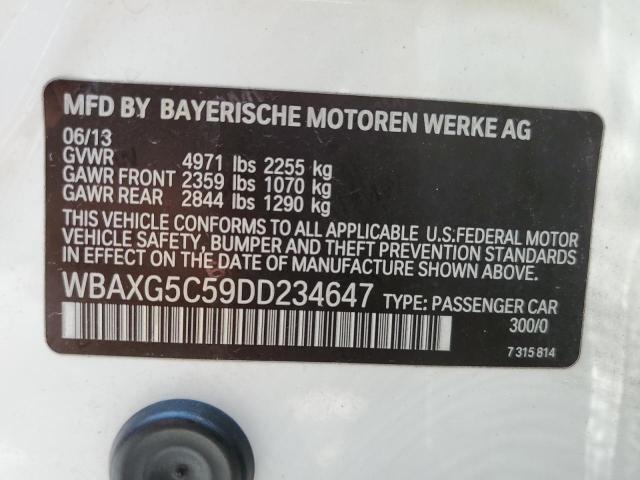 MFD BY BAYERISCHE MOTOREN WERKE AG
06/13
GVWR 4971 lbs 2255 kg
GAWR FRONT 2359 lbs 1070 kg
GAWR REAR 2844 lbs 1290 kg
THIS VEHICLE CONFORMS TO ALL APPLICABLE U.S.FEDERAL MOTOR
VEHICLE SAFETY, BUMPER AND THEFT PREVENTION STANDARDS
IN EFFECT ON THE DATE OF MANUFACTURE SHOWN ABOVE.
WBAXG5C59DD234647 TYPE: PASSENGER CAR
300/0
7 315 814